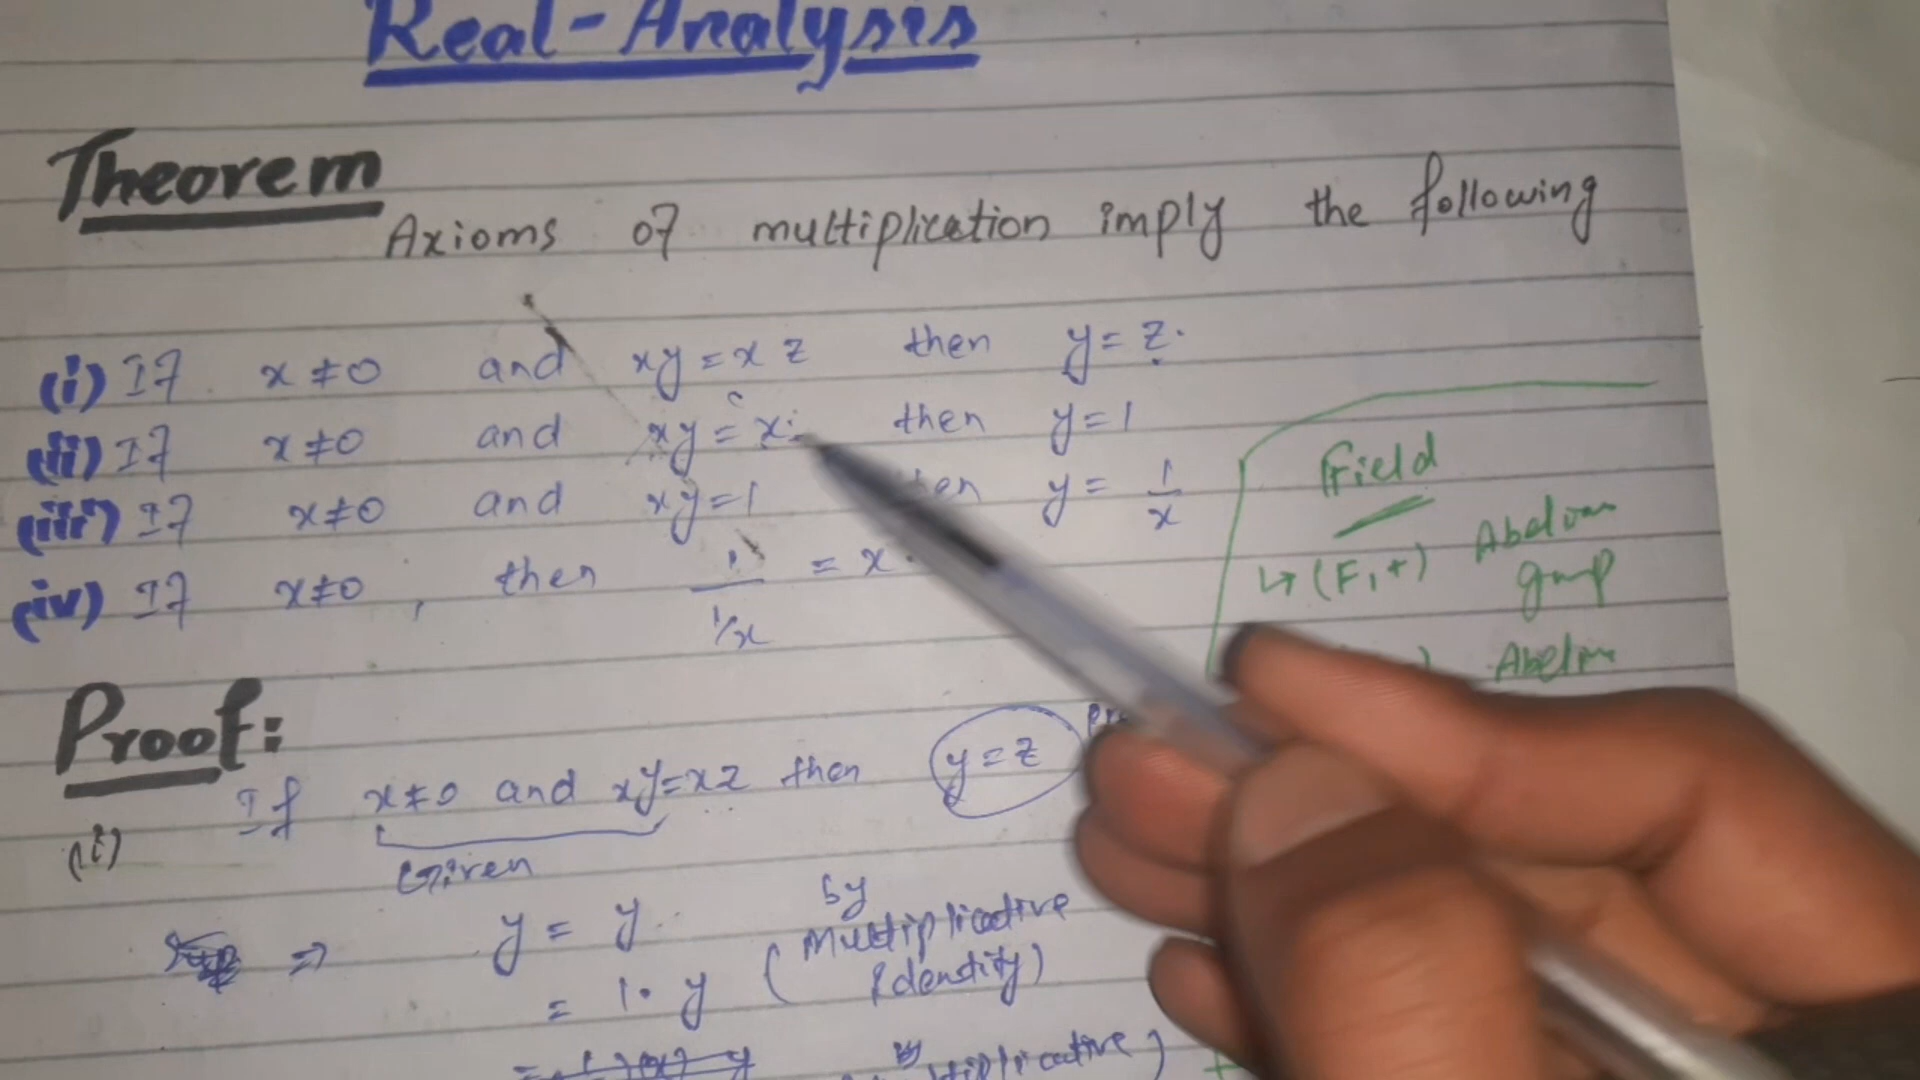 Real-Analysis
Theorem
Axioms of multiplication imply the following
(i) If x≠0 and xy = xz then y = z.
(ii) If x≠0 and xy = x then y = 1
(iii) If x≠0 and xy = 1 y = 1/x
(iv) If x≠0, then 1/(1/x) = x
Field
↳ (F,+) Abelian
group
Abelian
Proof:
(i) If x≠0 and xy = xz then y = z
Given
⇒ y = y by
= 1·y (Multiplicative
Identity)